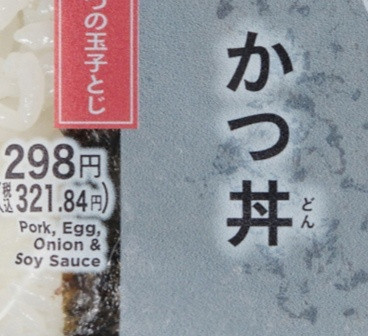 かつ丼
どん
つの玉子とじ
298円
(税込321.84円)
Pork, Egg,
Onion &
Soy Sauce